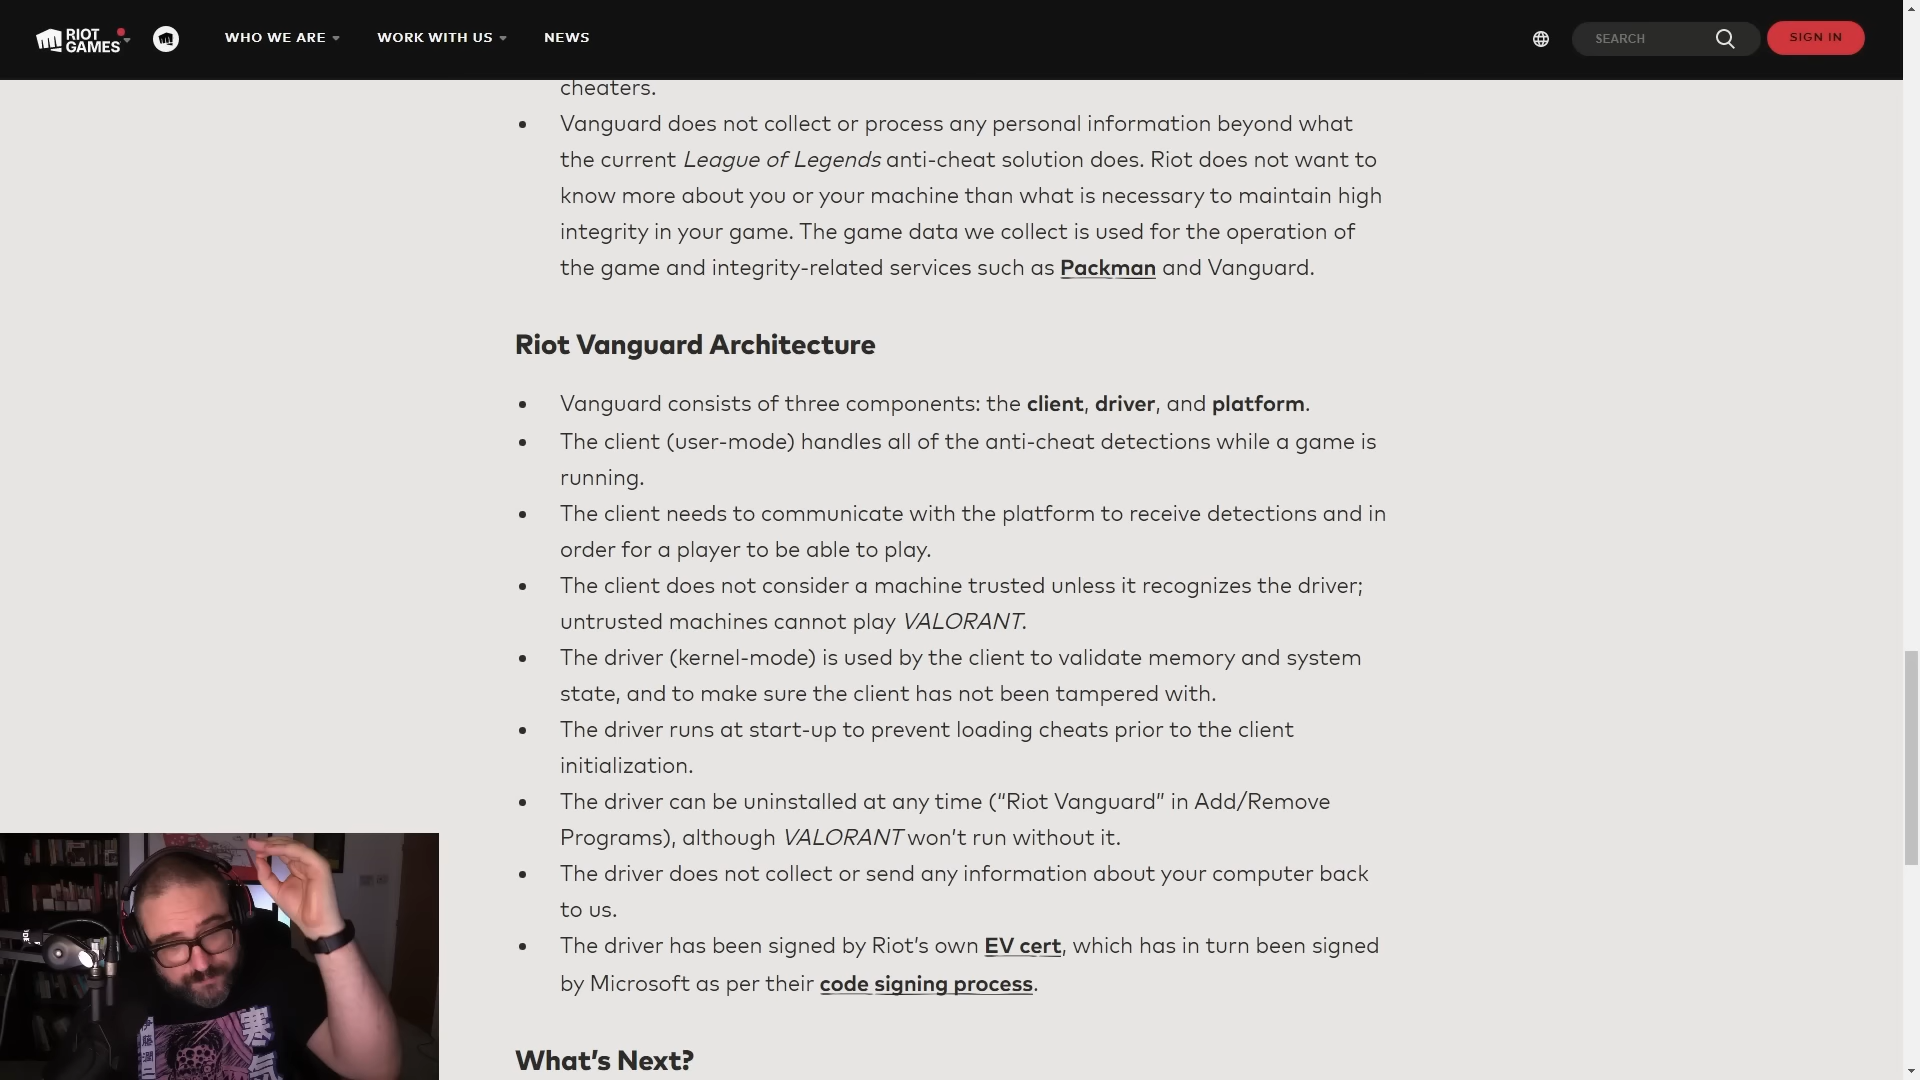 RIOT
GAMES
WHO WE ARE
WORK WITH US
NEWS
SEARCH
SIGN IN
cheaters.
• Vanguard does not collect or process any personal information beyond what
the current League of Legends anti-cheat solution does. Riot does not want to
know more about you or your machine than what is necessary to maintain high
integrity in your game. The game data we collect is used for the operation of
the game and integrity-related services such as Packman and Vanguard.
Riot Vanguard Architecture
• Vanguard consists of three components: the client, driver, and platform.
• The client (user-mode) handles all of the anti-cheat detections while a game is
running.
• The client needs to communicate with the platform to receive detections and in
order for a player to be able to play.
• The client does not consider a machine trusted unless it recognizes the driver;
untrusted machines cannot play VALORANT.
• The driver (kernel-mode) is used by the client to validate memory and system
state, and to make sure the client has not been tampered with.
• The driver runs at start-up to prevent loading cheats prior to the client
initialization.
• The driver can be uninstalled at any time (“Riot Vanguard” in Add/Remove
Programs), although VALORANT won’t run without it.
• The driver does not collect or send any information about your computer back
to us.
• The driver has been signed by Riot’s own EV cert, which has in turn been signed
by Microsoft as per their code signing process.
What’s Next?
寒気
伊藤潤二